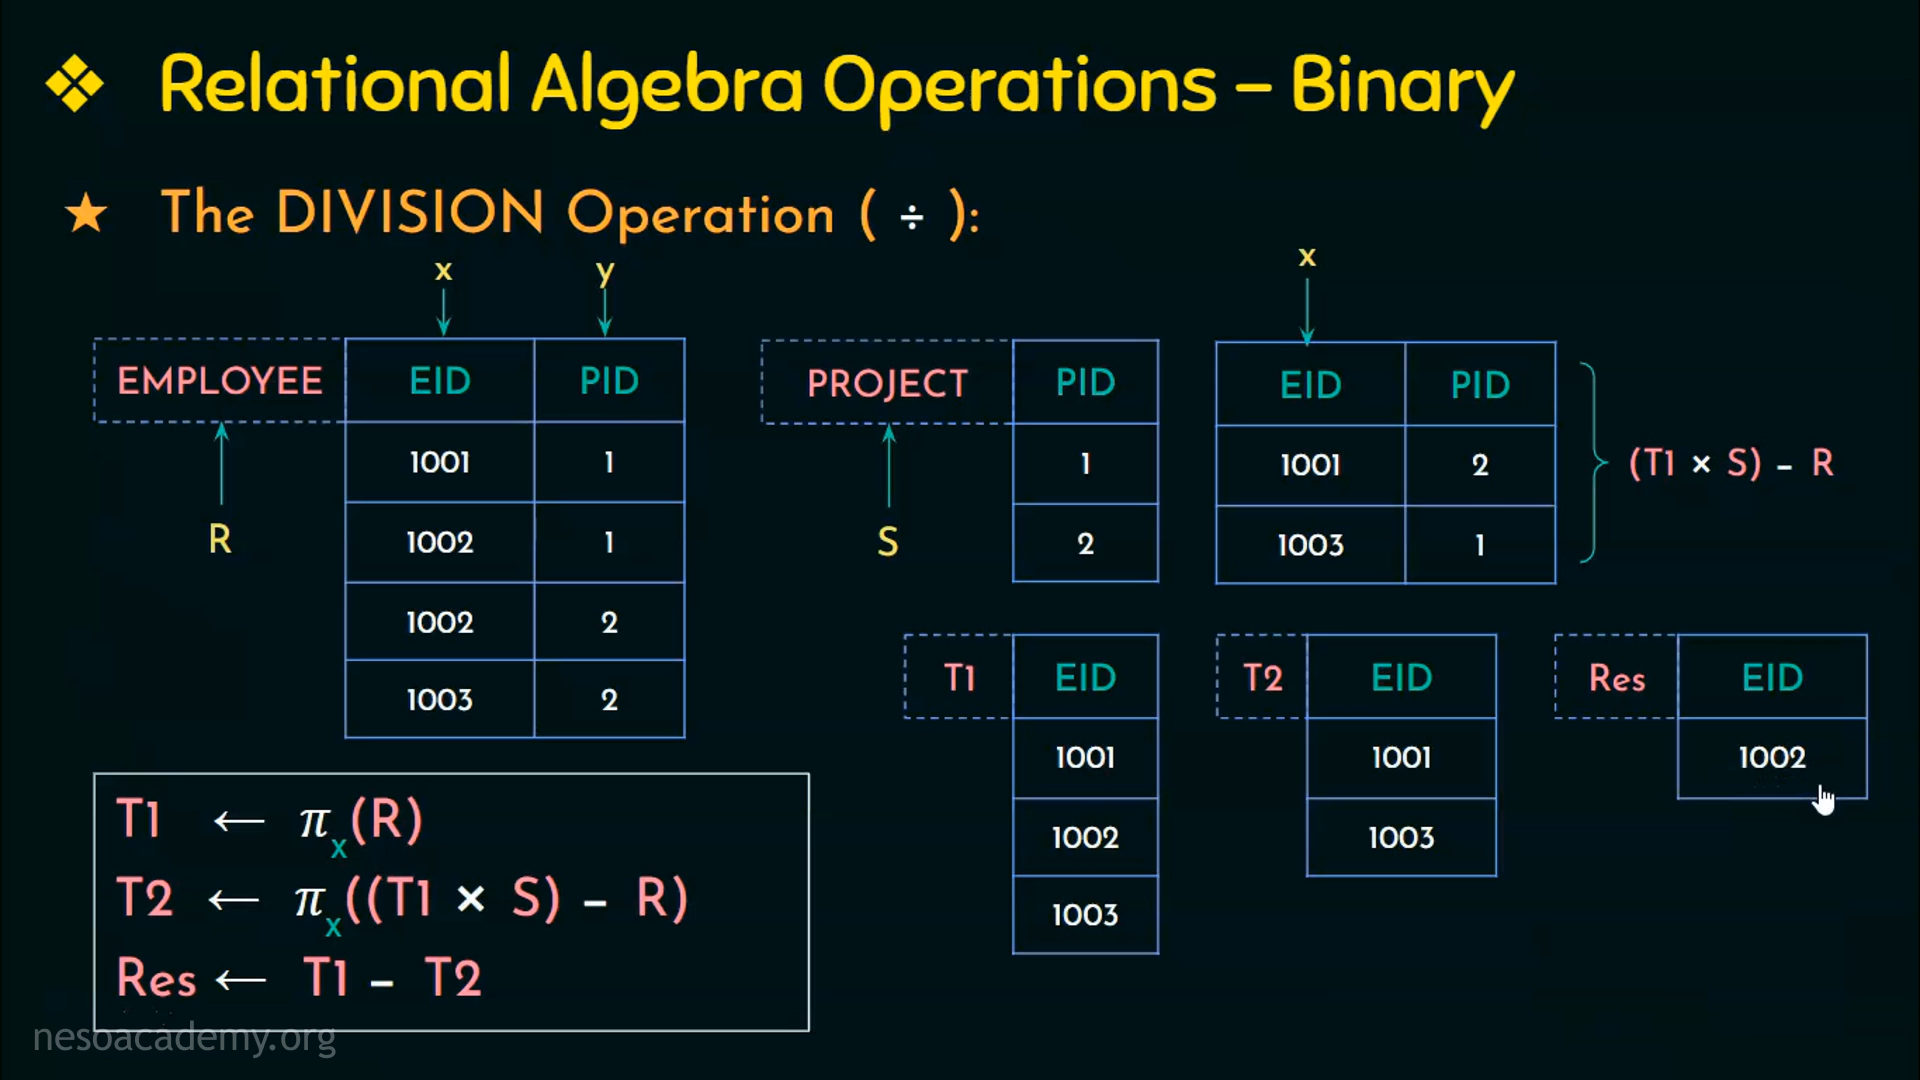 ❖ Relational Algebra Operations – Binary
★ The DIVISION Operation ( ÷ ):
x y
x
EMPLOYEE EID PID
1001 1
1002 1
1002 2
1003 2
R
PROJECT PID
1
2
S
EID PID
1001 2
1003 1
(T1 × S) – R
T1 EID
1001
1002
1003
T2 EID
1001
1003
Res EID
1002
T1 ← π x (R)
T2 ← π x ((T1 × S) – R)
Res ← T1 – T2
nesoacademy.org